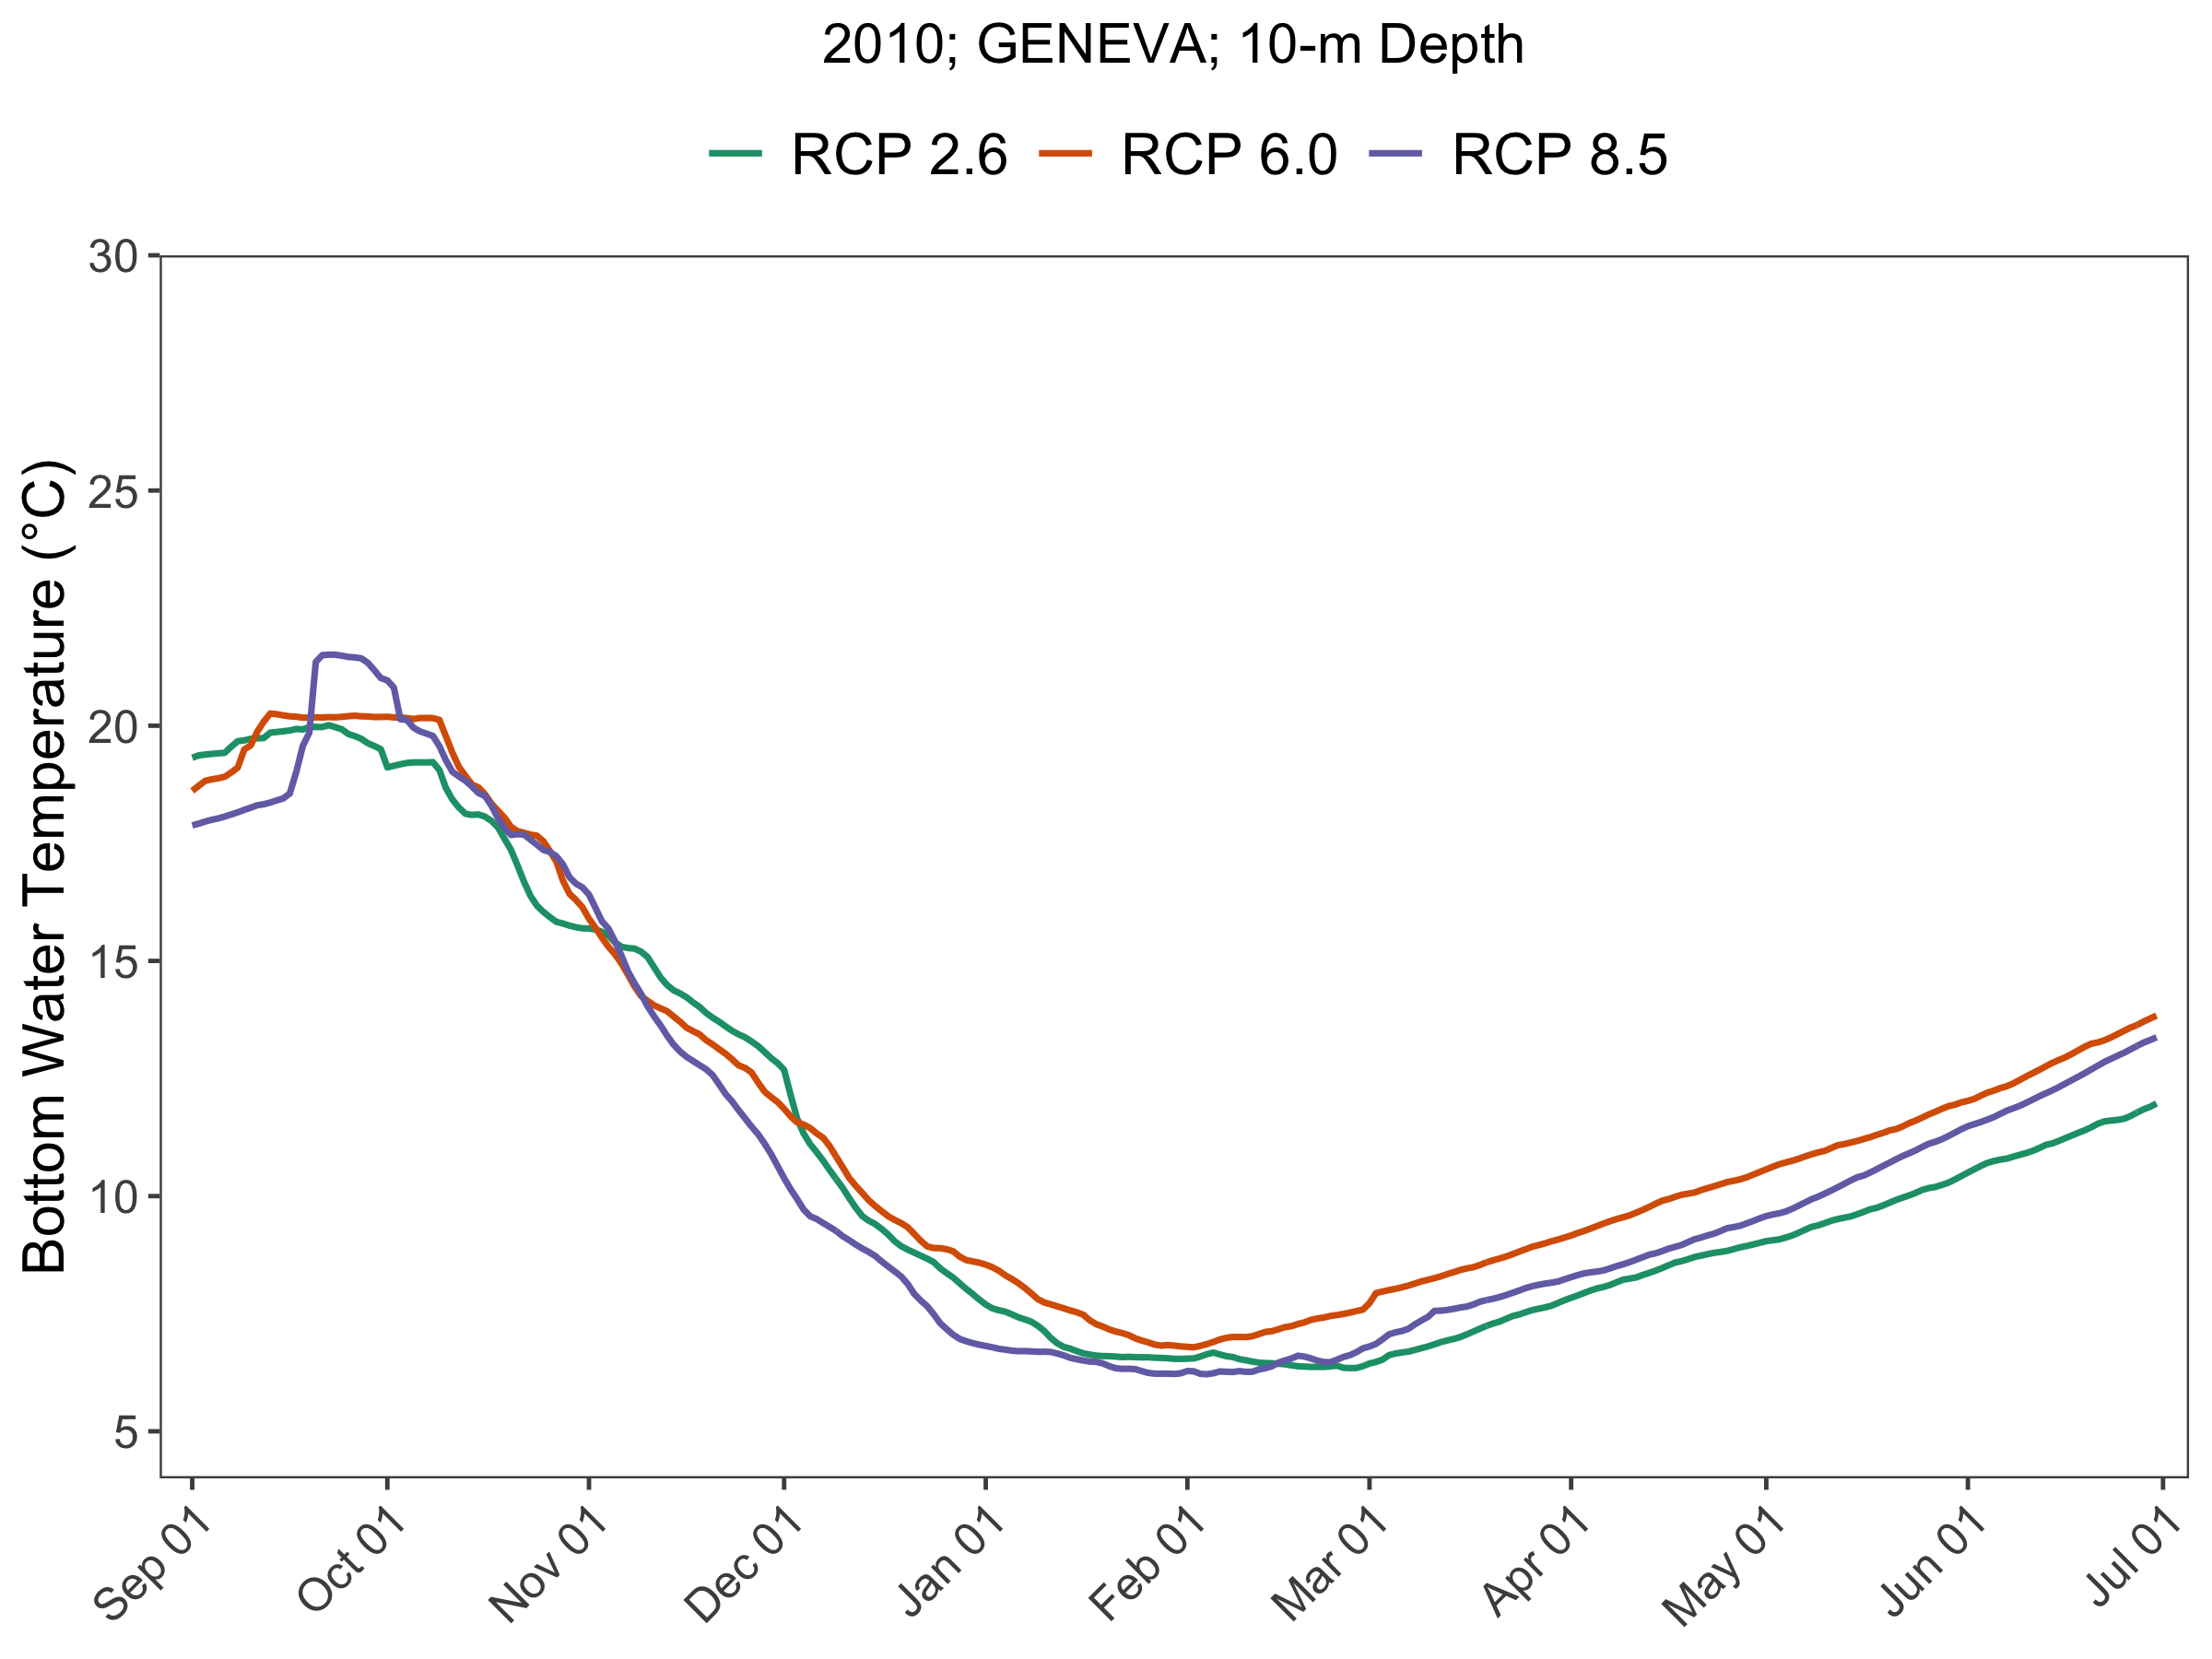 2010; GENEVA; 10-m Depth
RCP 2.6 RCP 6.0 RCP 8.5
Bottom Water Temperature (°C)
30
25
20
15
10
5
Sep 01
Oct 01
Nov 01
Dec 01
Jan 01
Feb 01
Mar 01
Apr 01
May 01
Jun 01
Jul 01